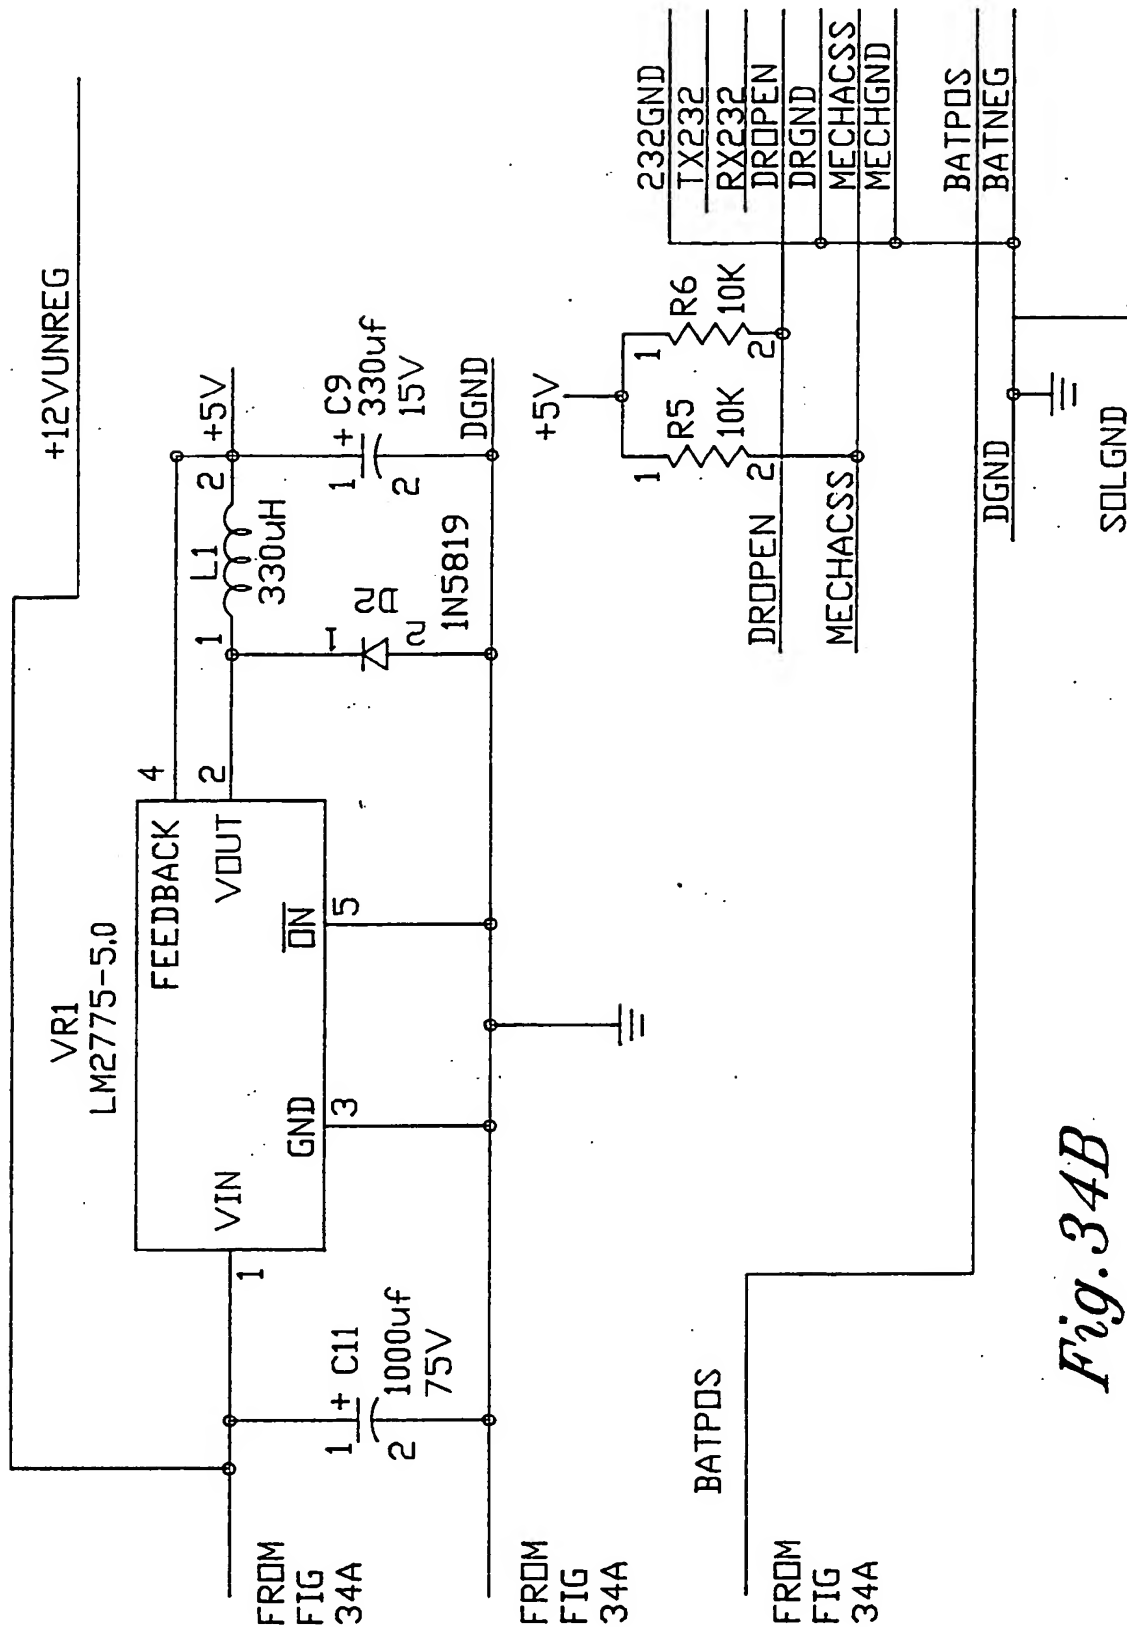 +12VUNREG
VR1
LM2775-5.0
FEEDBACK
4
VIN
1
VOUT
2
GND
3
ON
5
1
L1
2
330uH
+5V
1
+
C11
1000uf
75V
2
1
D2
2
1N5819
1
+
C9
330uf
15V
2
DGND
FROM
FIG
34A
FROM
FIG
34A
+5V
1
R5
10K
2
1
R6
10K
2
232GND
TX232
RX232
DROPEN
DRGND
MECHACSS
MECHGND
BATPOS
BATNEG
DROPEN
MECHACSS
BATPOS
FROM
FIG
34A
DGND
SOLGND
Fig. 34B